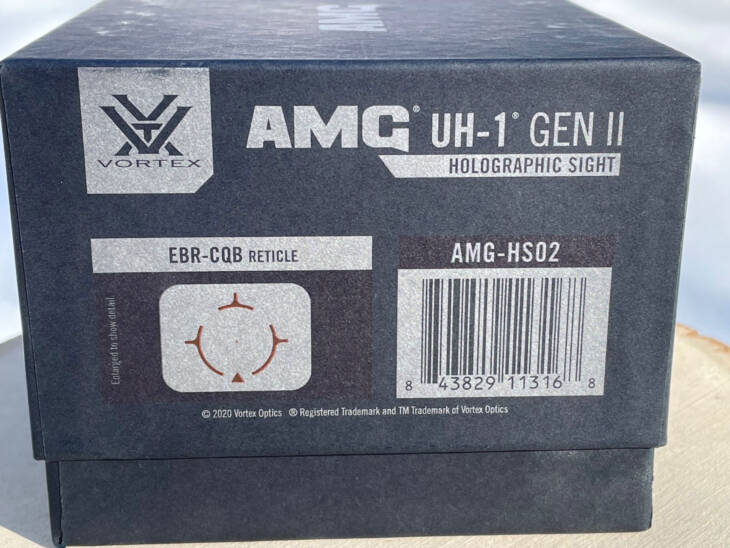 AMG
VORTEX
AMG® UH-1® GEN II
HOLOGRAPHIC SIGHT
EBR-CQB RETICLE
AMG-HS02
Enlarged to show detail.
8 43829 11316 8
© 2020 Vortex Optics ® Registered Trademark and TM Trademark of Vortex Optics